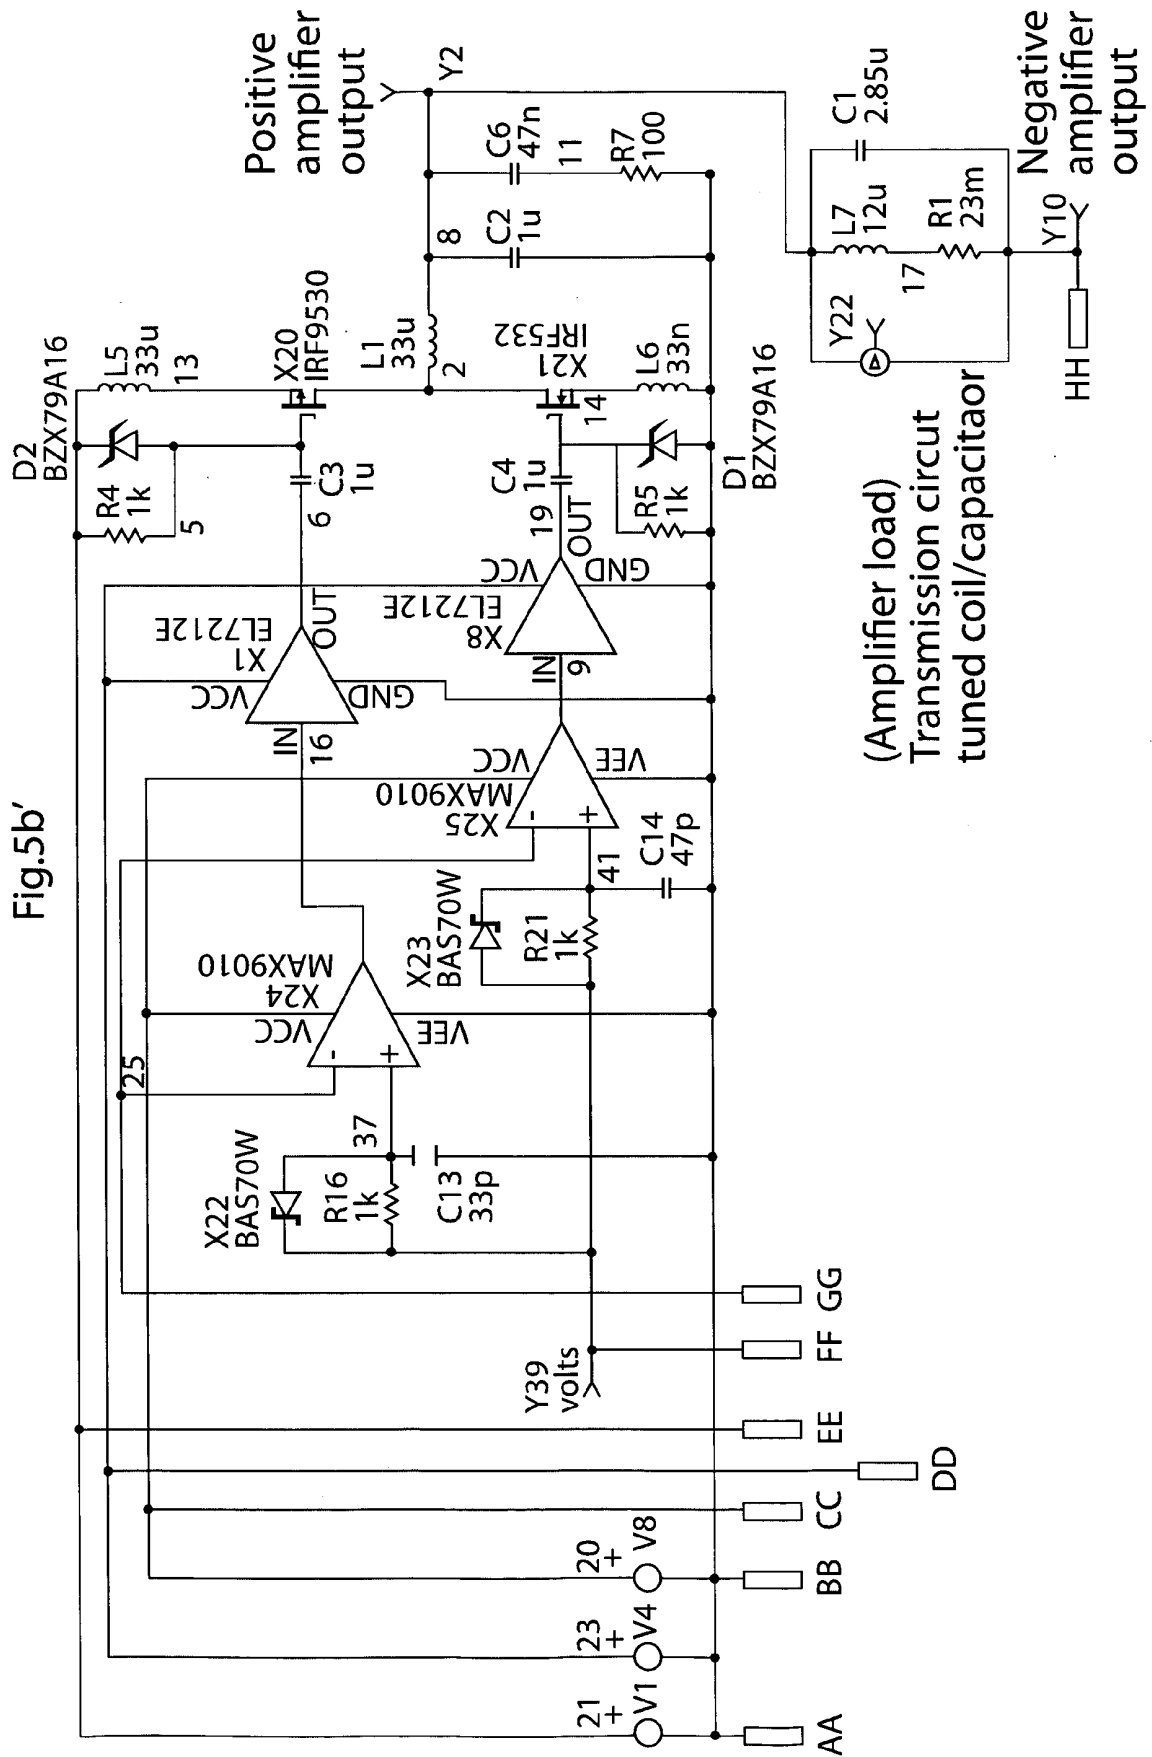 Fig.5b'
D2
BZX79A16
R4
1k
5
L5
33u
13
X20
IRF9530
C3
1u
6
L1
33u
2
Positive
amplifier
output
Y2
8
C2
1u
C6
47n
11
R7
100
X21
IRF532
14
L6
33n
C4
1u
19
OUT
R5
1k
D1
BZX79A16
X1
EL7212E
VCC
GND
IN
OUT
16
X8
EL7212E
VCC
GND
IN
9
25
X24
MAX9010
VCC
VEE
-
+
X25
MAX9010
VCC
VEE
-
+
X22
BAS70W
R16
1k
37
C13
33p
X23
BAS70W
R21
1k
41
C14
47p
Y39
volts
21
+
V1
23
+
V4
20
+
V8
AA
BB
CC
DD
EE
FF
GG
(Amplifier load)
Transmission circut
tuned coil/capacitaor
Y22
L7
12u
17
R1
23m
C1
2.85u
HH
Y10
Negative
amplifier
output